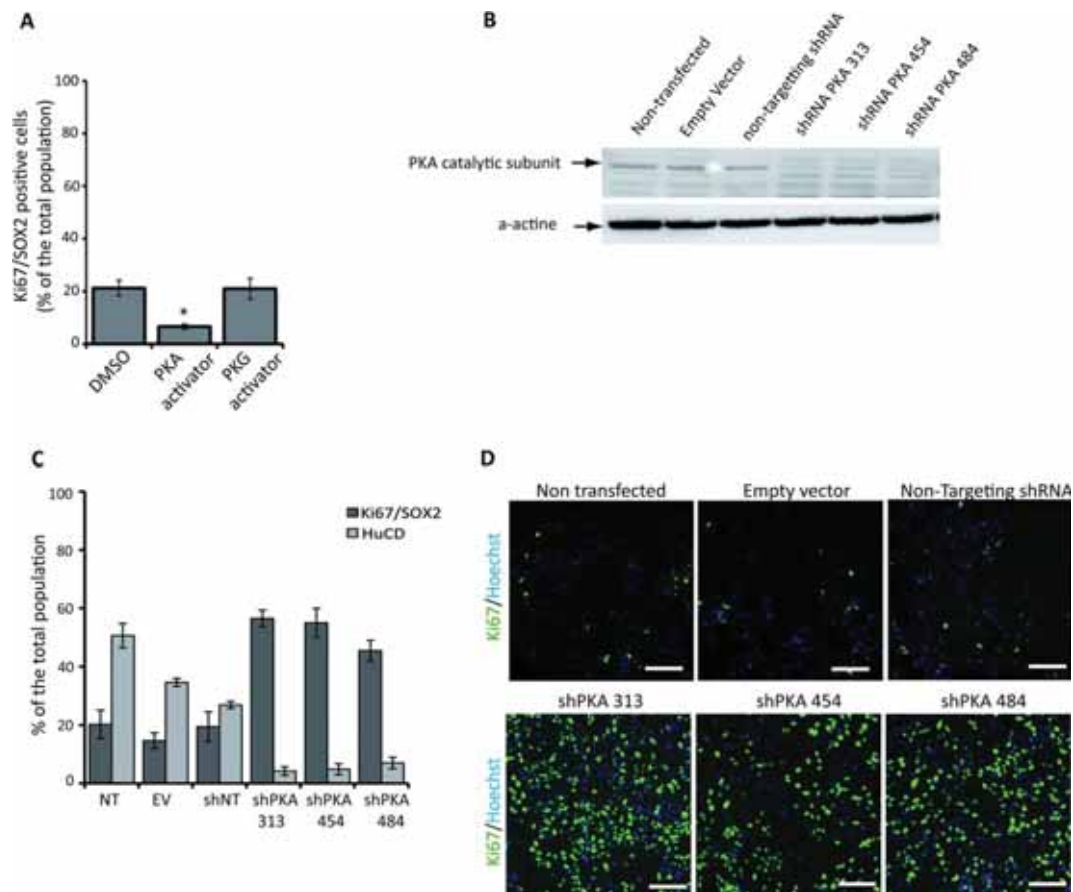 A
Ki67/SOX2 positive cells
(% of the total population)
100
80
60
40
20
0
DMSO
PKA
activator
*
PKG
activator
B
Non-transfected
Empty Vector
non-targetting shRNA
shRNA PKA 313
shRNA PKA 454
shRNA PKA 484
PKA catalytic subunit
a-actine
C
% of the total population
100
80
60
40
20
0
Ki67/SOX2
HuCD
NT
EV
shNT
shPKA
313
shPKA
454
shPKA
484
D
Non transfected
Empty vector
Non-Targeting shRNA
Ki67/Hoechst
shPKA 313
shPKA 454
shPKA 484
Ki67/Hoechst